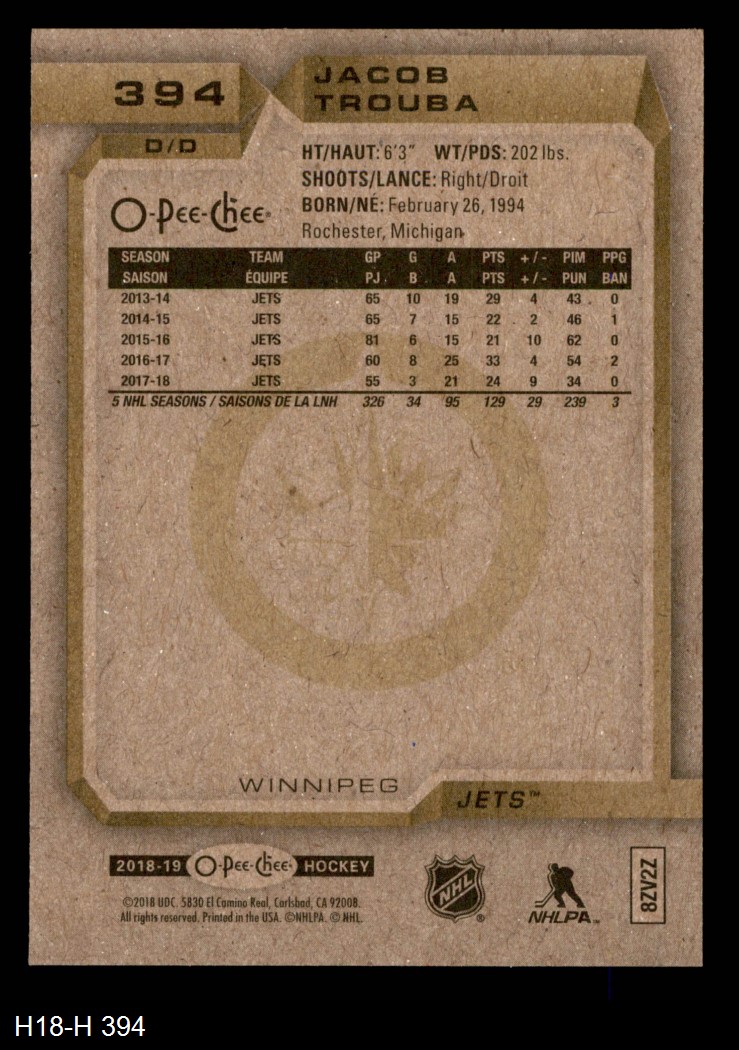 394
JACOB
TROUBA
D/D
HT/HAUT: 6'3" WT/PDS: 202 lbs.
SHOOTS/LANCE: Right/Droit
BORN/NÉ: February 26, 1994
Rochester, Michigan
O-Pee-Chee
SEASON TEAM GP G A PTS +/- PIM PPG
SAISON ÉQUIPE PJ B A PTS +/- PUN BAN
2013-14 JETS 65 10 19 29 4 43 0
2014-15 JETS 65 7 15 22 2 46 1
2015-16 JETS 81 6 15 21 10 62 0
2016-17 JETS 60 8 25 33 4 54 2
2017-18 JETS 55 3 21 24 9 34 0
5 NHL SEASONS / SAISONS DE LA LNH 326 34 95 129 29 239 3
WINNIPEG
JETS™
2018-19 O-Pee-Chee HOCKEY
©2018 UDC. 5830 El Camino Real, Carlsbad, CA 92008.
All rights reserved. Printed in the USA. ©NHLPA. © NHL.
NHL®
NHLPA™
8ZV2Z
H18-H 394